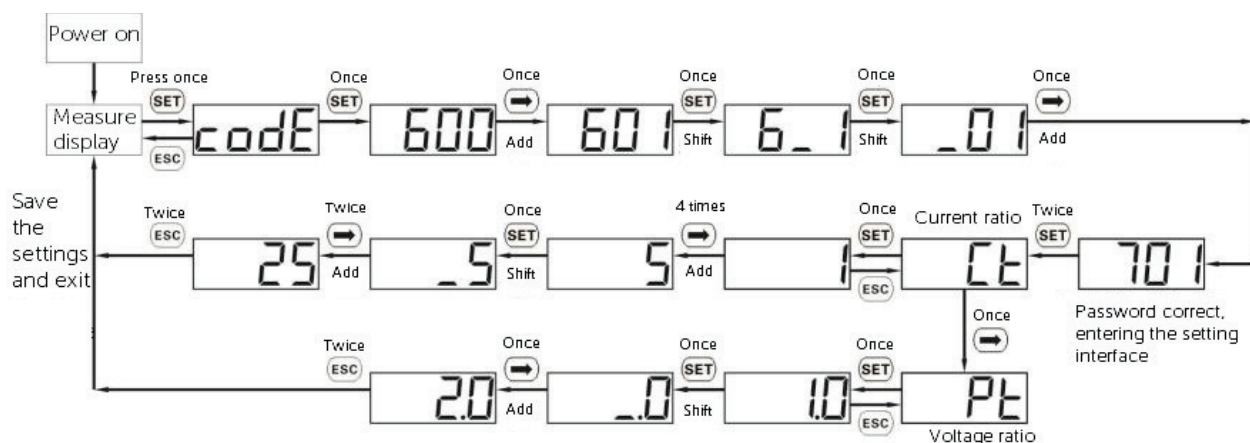 Power on
Press once
Once
Once
Once
Once
Once
SET
SET
SET
SET
Measure
display
codE
600
601
6_1
_01
Add
Shift
Shift
Add
ESC
Save
the
settings
and exit
Twice
Twice
Once
4 times
Once
Current ratio
Twice
ESC
SET
SET
SET
25
_5
5
1
Ct
701
Add
Shift
Add
ESC
Password correct,
entering the setting
interface
Once
Twice
Once
Once
Once
ESC
SET
SET
2.0
_.0
1.0
Pt
Add
Shift
ESC
Voltage ratio